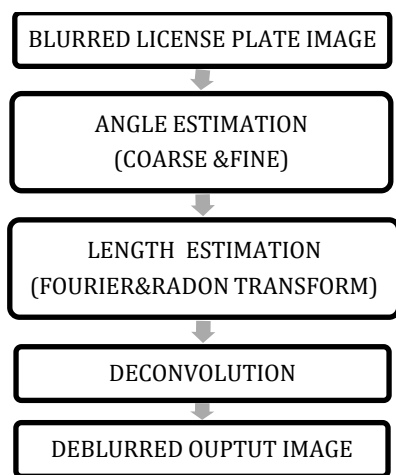 BLURRED LICENSE PLATE IMAGE
ANGLE ESTIMATION
(COARSE &FINE)
LENGTH ESTIMATION
(FOURIER&RADON TRANSFORM)
DECONVOLUTION
DEBLURRED OUPTUT IMAGE